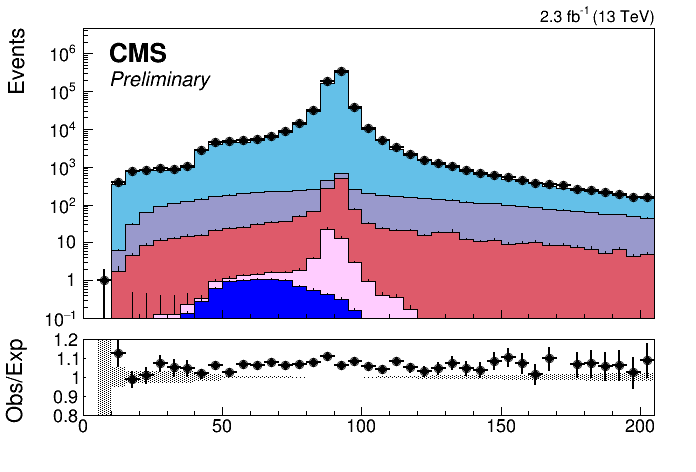 2.3 fb⁻¹ (13 TeV)
Events
CMS
Preliminary
10⁶
10⁵
10⁴
10³
10²
10
1
10⁻¹
Obs/Exp
1.2
1.1
1
0.9
0.8
0 50 100 150 200